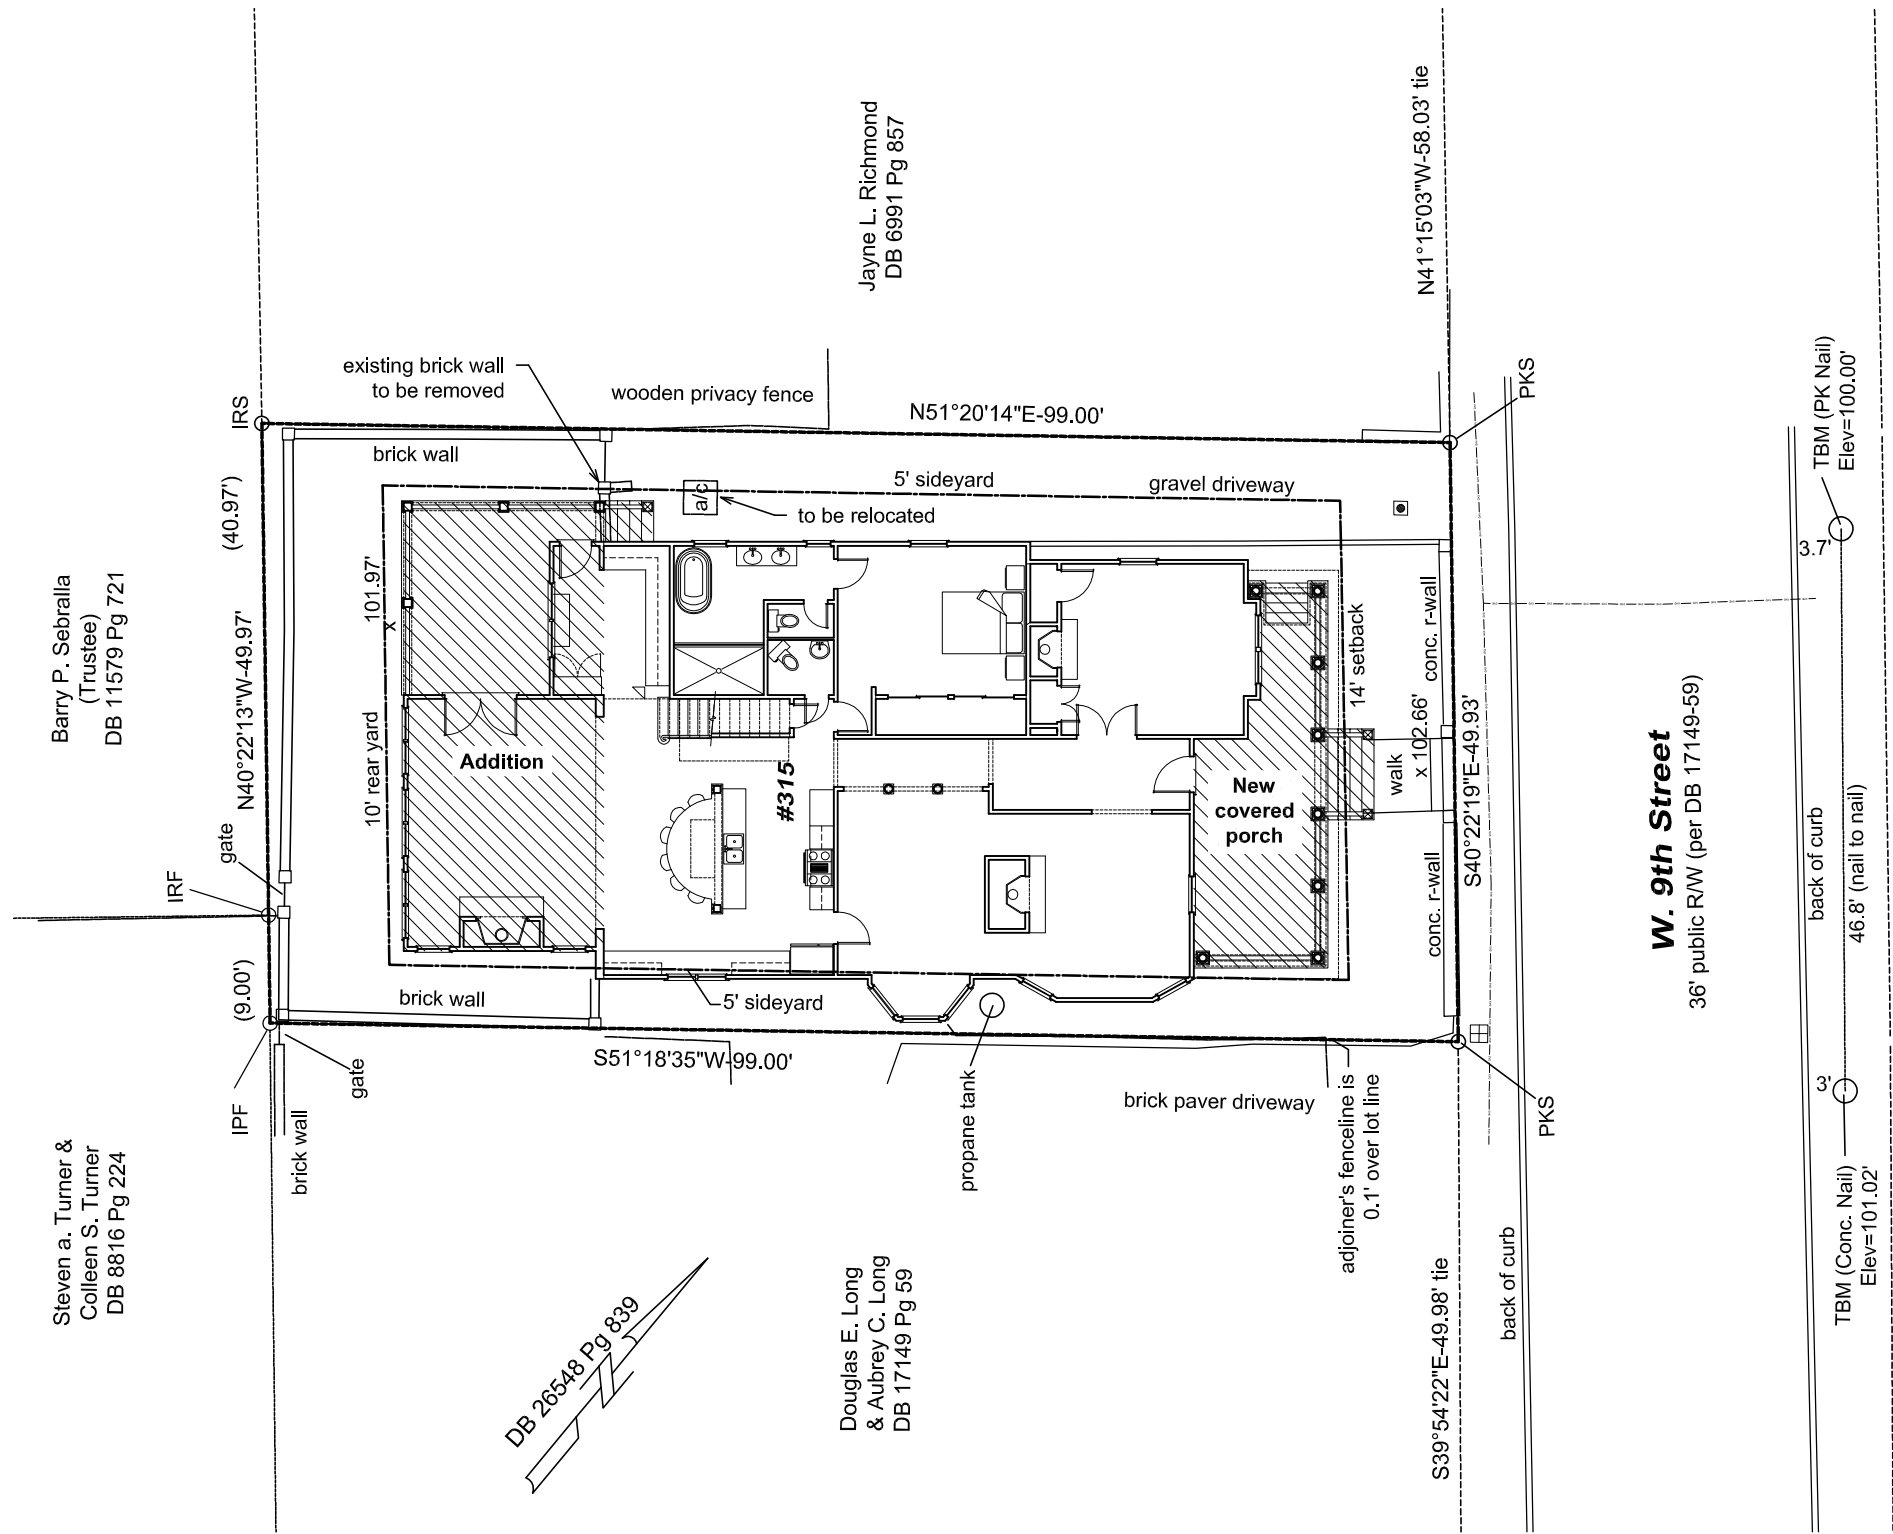 Barry P. Sebralla
(Trustee)
DB 11579 Pg 721
Steven a. Turner &
Colleen S. Turner
DB 8816 Pg 224
Jayne L. Richmond
DB 6991 Pg 857
Douglas E. Long
& Aubrey C. Long
DB 17149 Pg 59
DB 26548 Pg 839
N41°15'03"W-58.03' tie
existing brick wall
to be removed
wooden privacy fence
IRS
N51°20'14"E-99.00'
PKS
brick wall
(40.97')
5' sideyard
gravel driveway
a/c
to be relocated
101.97'
x
N40°22'13"W-49.97'
10' rear yard
Addition
#315
New
covered
porch
14' setback
walk
x 102.66'
conc. r-wall
S40°22'19"E-49.93'
conc. r-wall
gate
IRF
(9.00')
brick wall
5' sideyard
S51°18'35"W-99.00'
IPF
gate
brick wall
propane tank
brick paver driveway
adjoiner's fenceline is
0.1' over lot line
PKS
S39°54'22"E-49.98' tie
back of curb
W. 9th Street
36' public R/W (per DB 17149-59)
back of curb
TBM (PK Nail)
Elev=100.00'
3.7'
46.8' (nail to nail)
3'
TBM (Conc. Nail)
Elev=101.02'